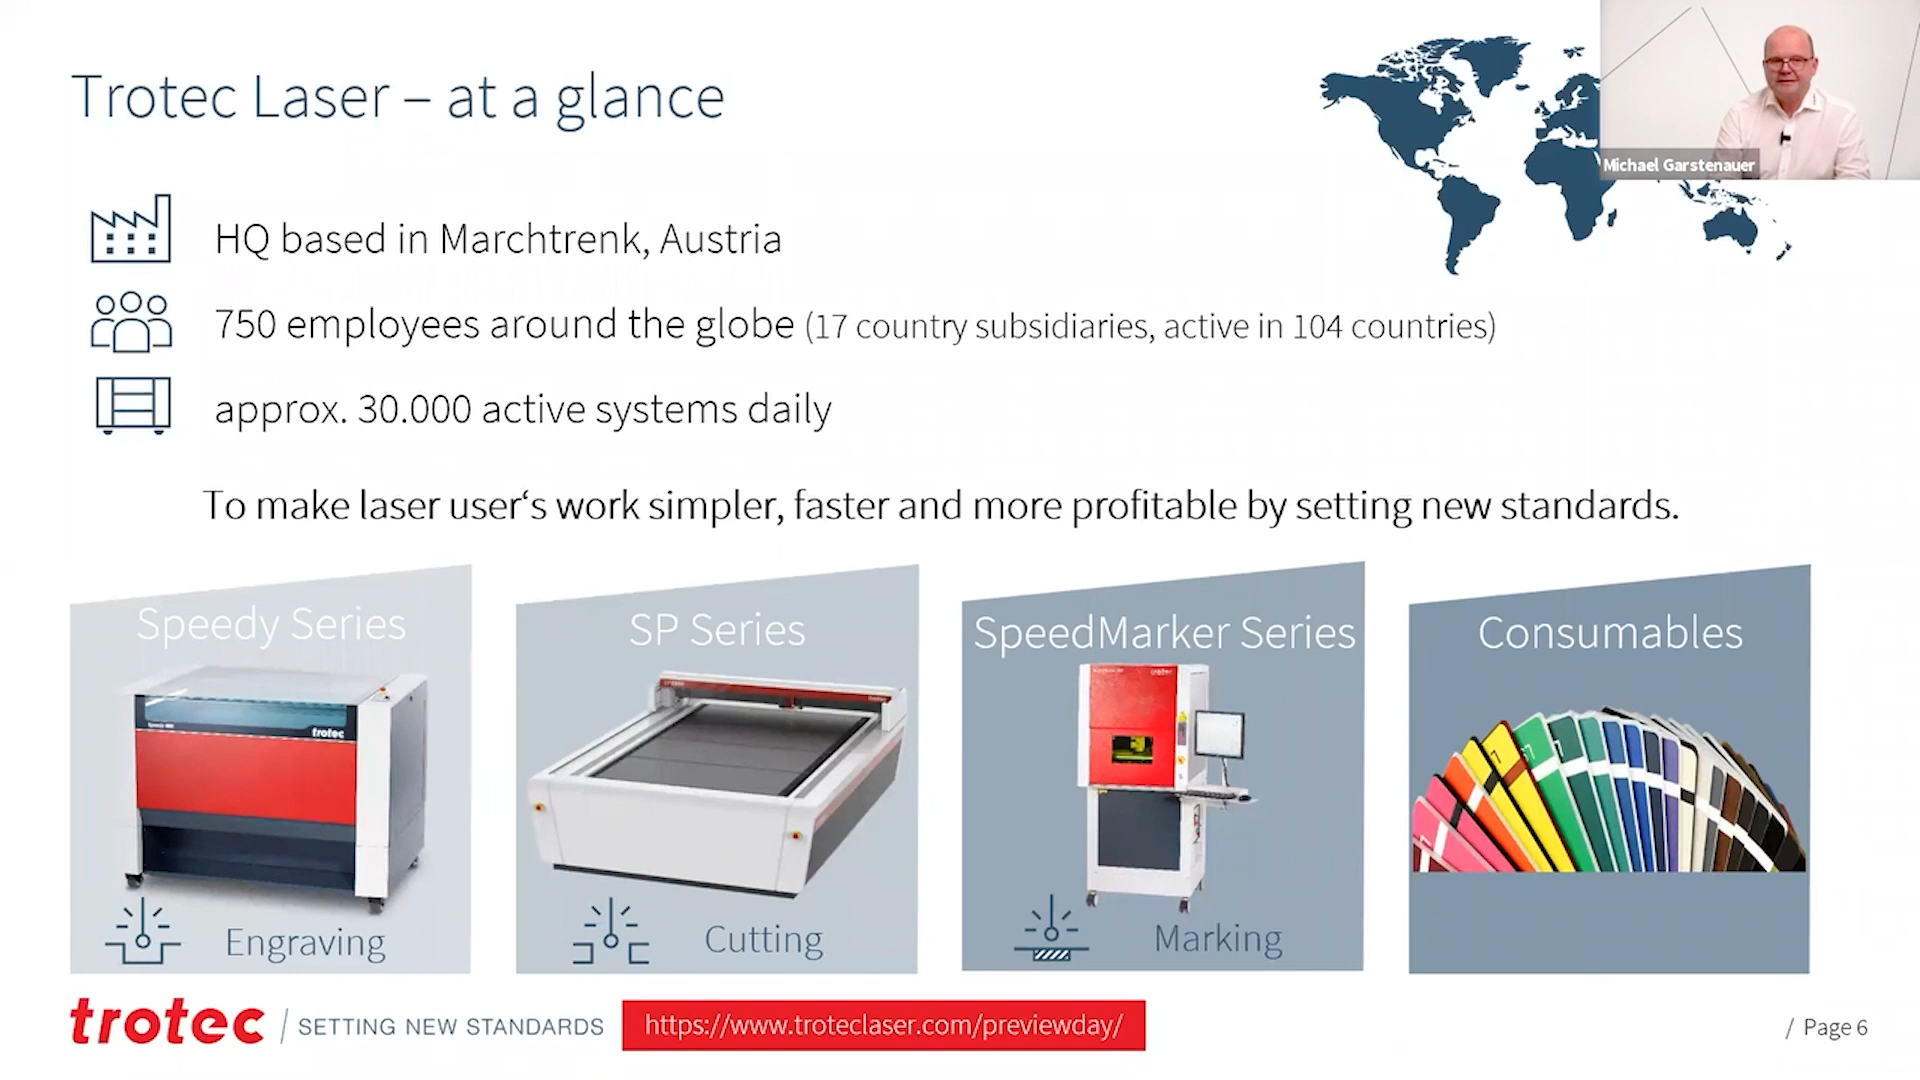 Trotec Laser – at a glance
Michael Garstenauer
HQ based in Marchtrenk, Austria
750 employees around the globe (17 country subsidiaries, active in 104 countries)
approx. 30.000 active systems daily
To make laser user‘s work simpler, faster and more profitable by setting new standards.
Speedy Series
SP Series
SpeedMarker Series
Consumables
trotec
trotec
Engraving
Cutting
Marking
trotec / SETTING NEW STANDARDS
https://www.troteclaser.com/previewday/
/ Page 6